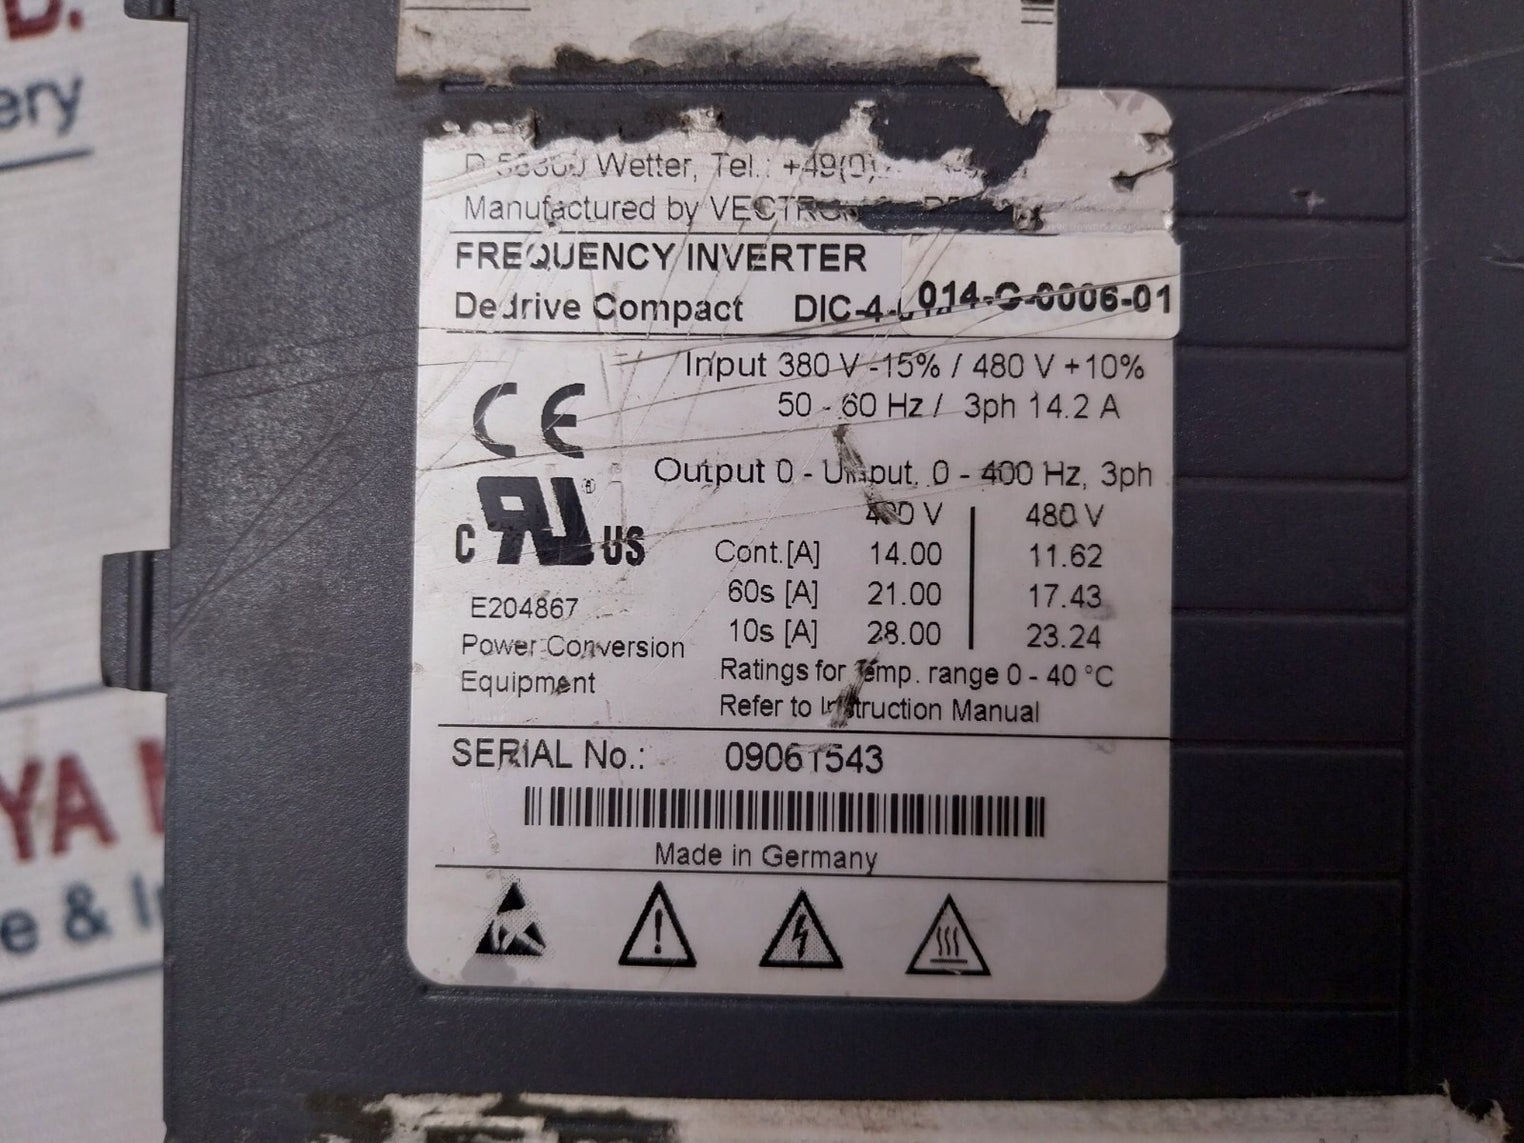 D.
ery
Wetter, Tel.: +49(0)
Manufactured by
FREQUENCY INVERTER
Dedrive Compact DIC-4- 014-G-0006-01
Input 380 V -15% / 480 V +10%
50 - 60 Hz / 3ph 14.2 A
CE
Output 0 - Uinput, 0 - 400 Hz, 3ph
400 V 480 V
C RU ® US
Cont.[A] 14.00 11.62
60s [A] 21.00 17.43
10s [A] 28.00 23.24
E204867
Power Conversion
Equipment
Ratings for Temp. range 0 - 40 °C
Refer to Instruction Manual
SERIAL No.: 09061543
Made in Germany
YA
e &